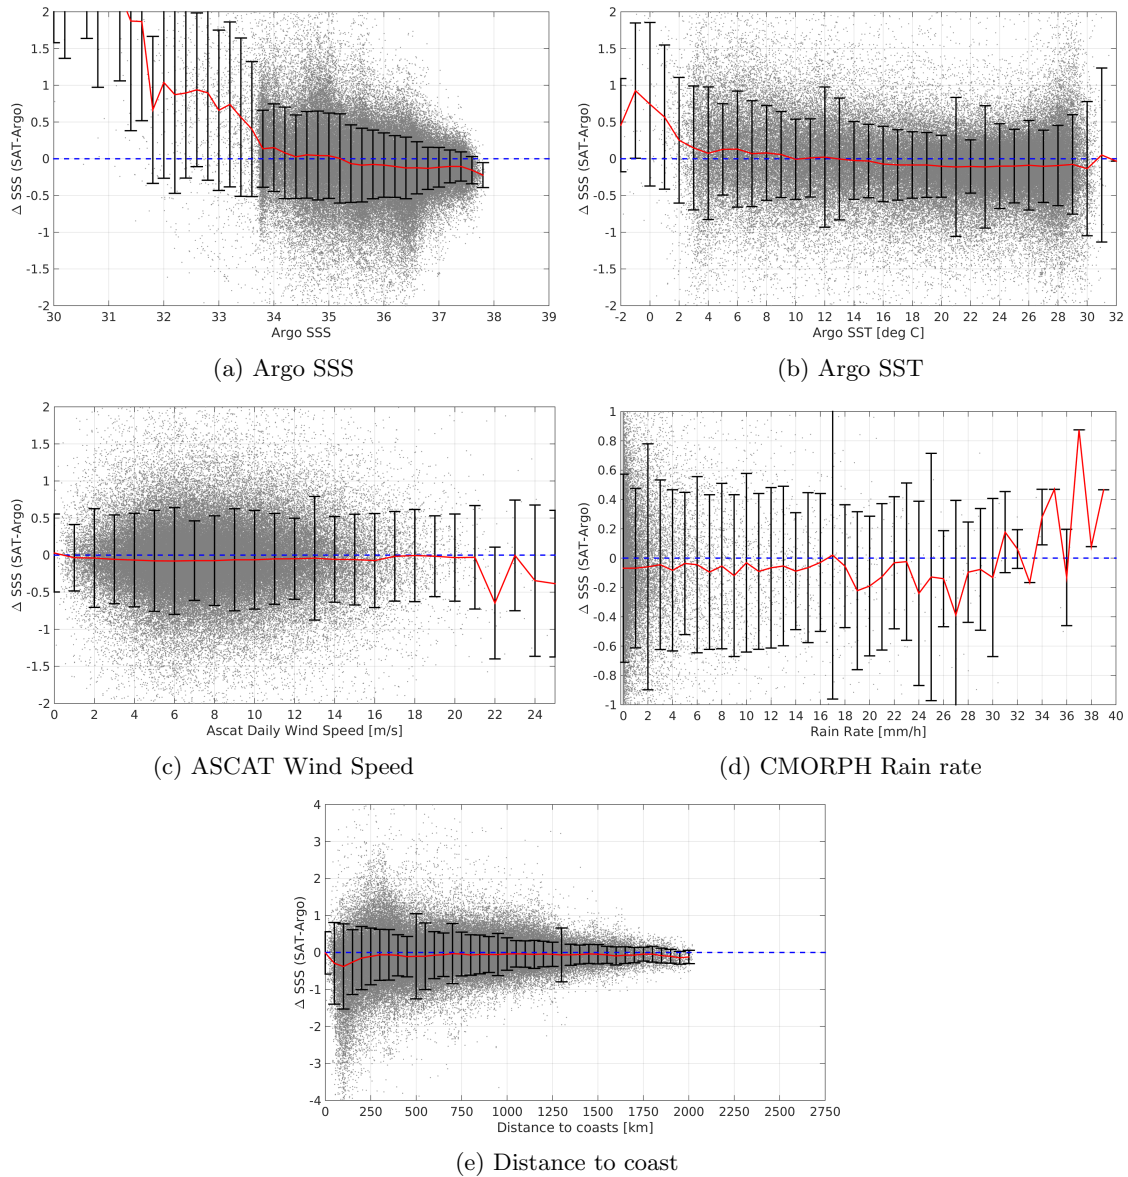 2
1.5
1
0.5
0
-0.5
-1
-1.5
-2
Δ SSS (SAT-Argo)
30 31 32 33 34 35 36 37 38 39
Argo SSS
(a) Argo SSS
2
1.5
1
0.5
0
-0.5
-1
-1.5
-2
Δ SSS (SAT-Argo)
-2 0 2 4 6 8 10 12 14 16 18 20 22 24 26 28 30 32
Argo SST [deg C]
(b) Argo SST
2
1.5
1
0.5
0
-0.5
-1
-1.5
-2
Δ SSS (SAT-Argo)
0 2 4 6 8 10 12 14 16 18 20 22 24
Ascat Daily Wind Speed [m/s]
(c) ASCAT Wind Speed
1
0.8
0.6
0.4
0.2
0
-0.2
-0.4
-0.6
-0.8
-1
Δ SSS (SAT-Argo)
0 2 4 6 8 10 12 14 16 18 20 22 24 26 28 30 32 34 36 38 40
Rain Rate [mm/h]
(d) CMORPH Rain rate
4
3
2
1
0
-1
-2
-3
-4
Δ SSS (SAT-Argo)
0 250 500 750 1000 1250 1500 1750 2000 2250 2500 2750
Distance to coasts [km]
(e) Distance to coast